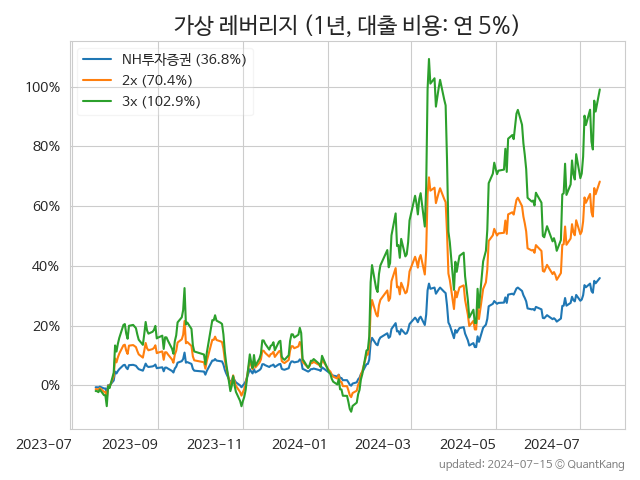 가상 레버리지 (1년, 대출 비용: 연 5%)
NH투자증권 (36.8%)
2x (70.4%)
3x (102.9%)
100%
80%
60%
40%
20%
0%
2023-07 2023-09 2023-11 2024-01 2024-03 2024-05 2024-07
updated: 2024-07-15 © QuantKang